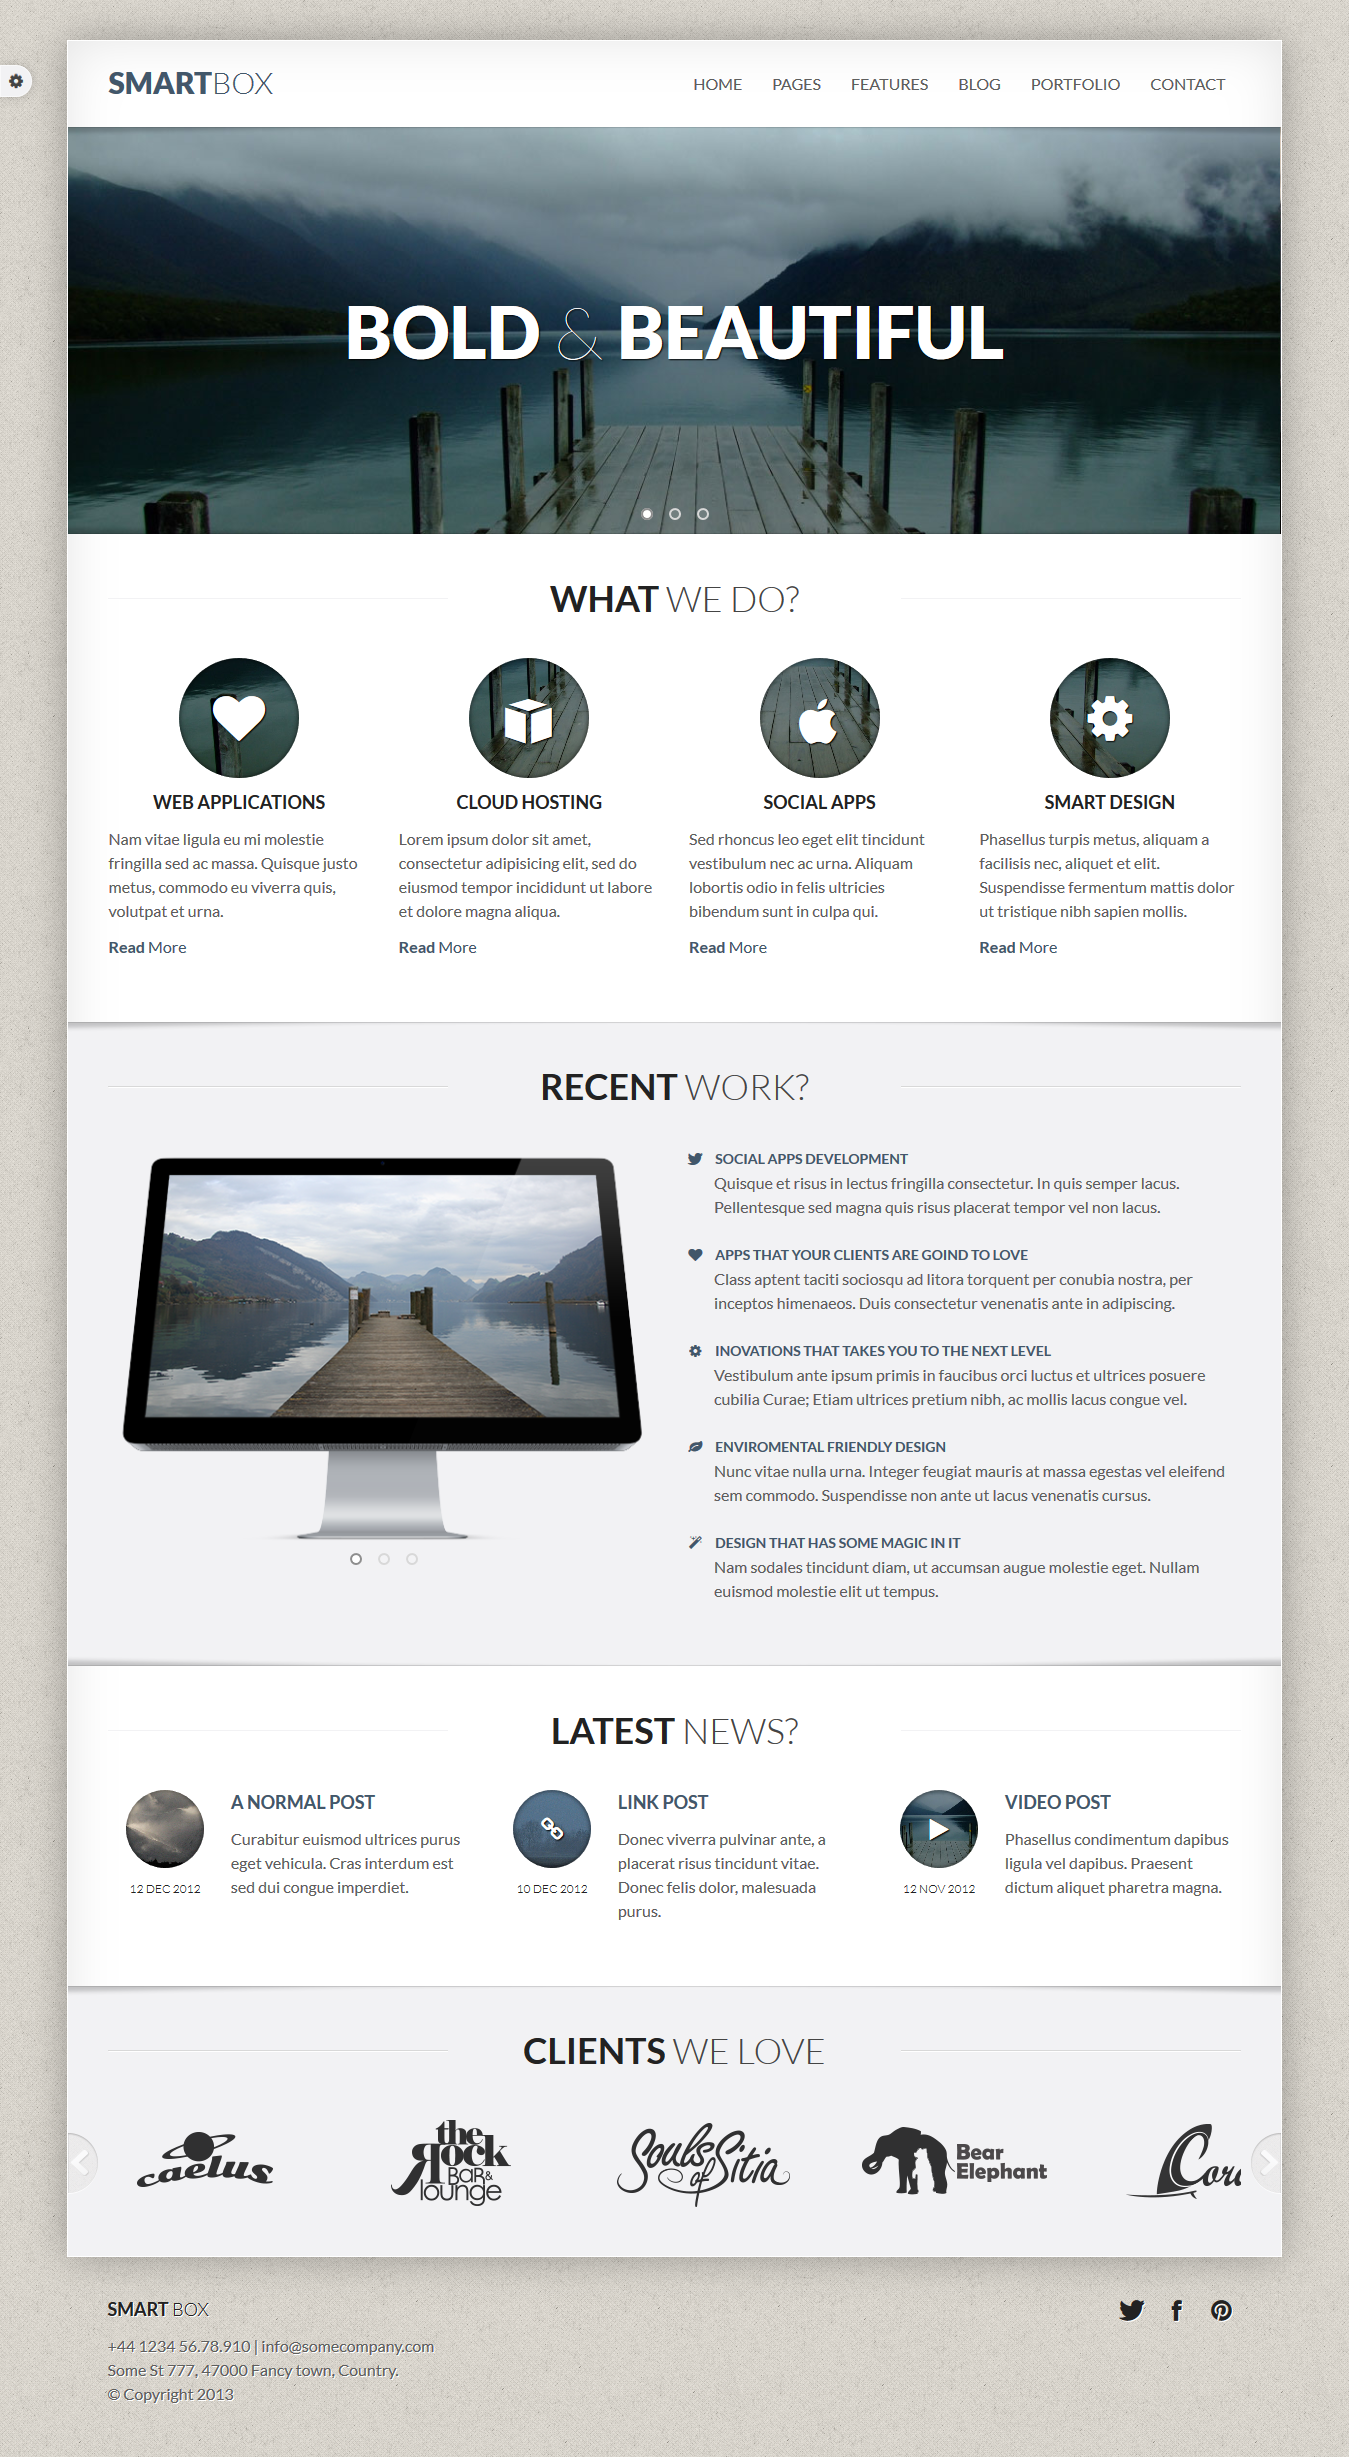 SMARTBOX
HOME PAGES FEATURES BLOG PORTFOLIO CONTACT
BOLD & BEAUTIFUL
WHAT WE DO?
WEB APPLICATIONS
Nam vitae ligula eu mi molestie
fringilla sed ac massa. Quisque justo
metus, commodo eu viverra quis,
volutpat et urna.
Read More
CLOUD HOSTING
Lorem ipsum dolor sit amet,
consectetur adipisicing elit, sed do
eiusmod tempor incididunt ut labore
et dolore magna aliqua.
Read More
SOCIAL APPS
Sed rhoncus leo eget elit tincidunt
vestibulum nec ac urna. Aliquam
lobortis odio in felis ultricies
bibendum sunt in culpa qui.
Read More
SMART DESIGN
Phasellus turpis metus, aliquam a
facilisis nec, aliquet et elit.
Suspendisse fermentum mattis dolor
ut tristique nibh sapien mollis.
Read More
RECENT WORK?
SOCIAL APPS DEVELOPMENT
Quisque et risus in lectus fringilla consectetur. In quis semper lacus.
Pellentesque sed magna quis risus placerat tempor vel non lacus.
APPS THAT YOUR CLIENTS ARE GOIND TO LOVE
Class aptent taciti sociosqu ad litora torquent per conubia nostra, per
inceptos himenaeos. Duis consectetur venenatis ante in adipiscing.
INOVATIONS THAT TAKES YOU TO THE NEXT LEVEL
Vestibulum ante ipsum primis in faucibus orci luctus et ultrices posuere
cubilia Curae; Etiam ultrices pretium nibh, ac mollis lacus congue vel.
ENVIROMENTAL FRIENDLY DESIGN
Nunc vitae nulla urna. Integer feugiat mauris at massa egestas vel eleifend
sem commodo. Suspendisse non ante ut lacus venenatis cursus.
DESIGN THAT HAS SOME MAGIC IN IT
Nam sodales tincidunt diam, ut accumsan augue molestie eget. Nullam
euismod molestie elit ut tempus.
LATEST NEWS?
12 DEC 2012
A NORMAL POST
Curabitur euismod ultrices purus
eget vehicula. Cras interdum est
sed dui congue imperdiet.
10 DEC 2012
LINK POST
Donec viverra pulvinar ante, a
placerat risus tincidunt vitae.
Donec felis dolor, malesuada
purus.
12 NOV 2012
VIDEO POST
Phasellus condimentum dapibus
ligula vel dapibus. Praesent
dictum aliquet pharetra magna.
CLIENTS WE LOVE
caelus
the
Rock
BAR &
lounge
Souls
of Sitia
Bear
Elephant
SMART BOX
+44 1234 56.78.910 | info@somecompany.com
Some St 777, 47000 Fancy town, Country.
© Copyright 2013